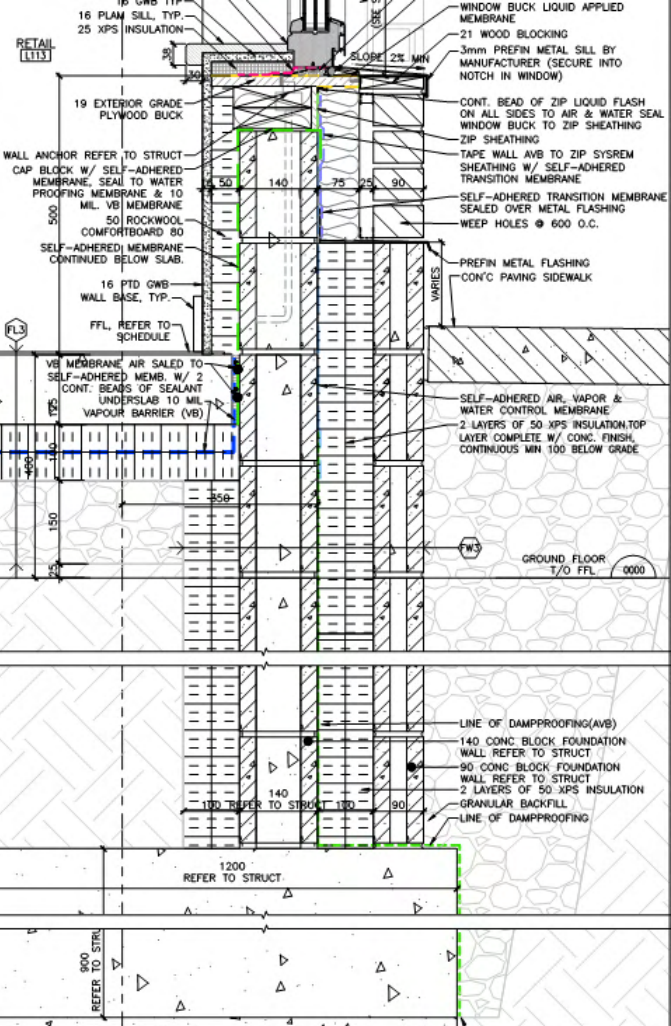 16 GWB TYP
16 PLAM SILL, TYP.
25 XPS INSULATION
RETAIL
L113
38
30
19 EXTERIOR GRADE
PLYWOOD BUCK
WALL ANCHOR REFER TO STRUCT
CAP BLOCK W/ SELF-ADHERED
MEMBRANE, SEAL TO WATER
PROOFING MEMBRANE & 10
MIL. VB MEMBRANE
50 ROCKWOOL
COMFORTBOARD 80
SELF-ADHERED MEMBRANE
CONTINUED BELOW SLAB.
16 PTD GWB
WALL BASE, TYP.
FFL, REFER TO
SCHEDULE
FL3
VB MEMBRANE AIR SALED TO
SELF-ADHERED MEMB. W/ 2
CONT. BEADS OF SEALANT
UNDERSLAB 10 MIL
VAPOUR BARRIER (VB)
500
125
100
400
150
25
50
140
75
25
90
350
(SEE S
SLOPE 2% MIN
WINDOW BUCK LIQUID APPLIED
MEMBRANE
21 WOOD BLOCKING
3mm PREFIN METAL SILL BY
MANUFACTURER (SECURE INTO
NOTCH IN WINDOW)
CONT. BEAD OF ZIP LIQUID FLASH
ON ALL SIDES TO AIR & WATER SEAL
WINDOW BUCK TO ZIP SHEATHING
ZIP SHEATHING
TAPE WALL AVB TO ZIP SYSREM
SHEATHING W/ SELF-ADHERED
TRANSITION MEMBRANE
SELF-ADHERED TRANSITION MEMBRANE
SEALED OVER METAL FLASHING
WEEP HOLES @ 600 O.C.
PREFIN METAL FLASHING
CON'C PAVING SIDEWALK
VARIES
SELF-ADHERED AIR, VAPOR &
WATER CONTROL MEMBRANE
2 LAYERS OF 50 XPS INSULATION,TOP
LAYER COMPLETE W/ CONC. FINISH,
CONTINUOUS MIN 100 BELOW GRADE
FW3
GROUND FLOOR
T/O FFL
0000
LINE OF DAMPPROOFING(AVB)
140 CONC BLOCK FOUNDATION
WALL REFER TO STRUCT
90 CONC BLOCK FOUNDATION
WALL REFER TO STRUCT
2 LAYERS OF 50 XPS INSULATION
GRANULAR BACKFILL
LINE OF DAMPPROOFING
140
100 REFER TO STRUCT 100 90
1200
REFER TO STRUCT
900
REFER TO STRU